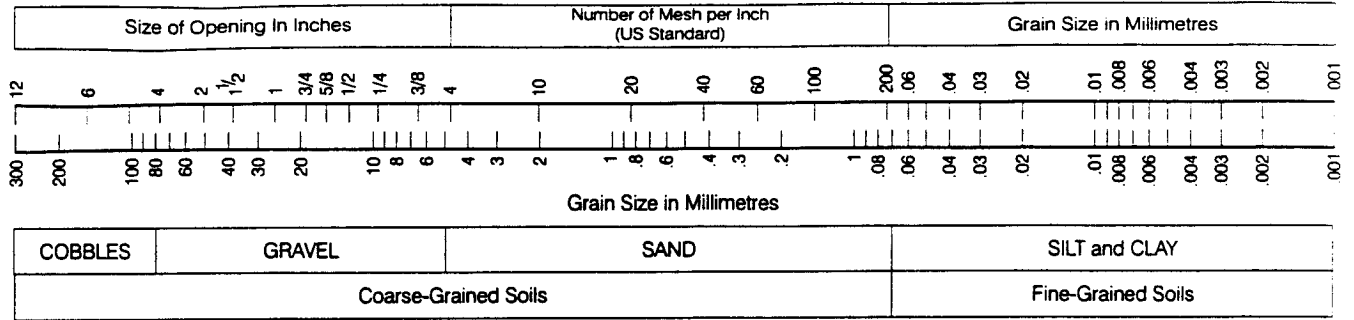 Size of Opening In Inches
Number of Mesh per Inch
(US Standard)
Grain Size in Millimetres
12 6 4 2 1 1/2 1 3/4 5/8 1/2 1/4 3/8 4 10 20 40 60 100 200 .06 .04 .03 .02 .01 .008 .006 .004 .003 .002 .001
300 200 100 80 60 40 30 20 10 8 6 4 3 2 1 .8 .6 .4 .3 .2 1 .08 .06 .04 .03 .02 .01 .008 .006 .004 .003 .002 .001
Grain Size in Millimetres
COBBLES GRAVEL SAND SILT and CLAY
Coarse-Grained Soils Fine-Grained Soils